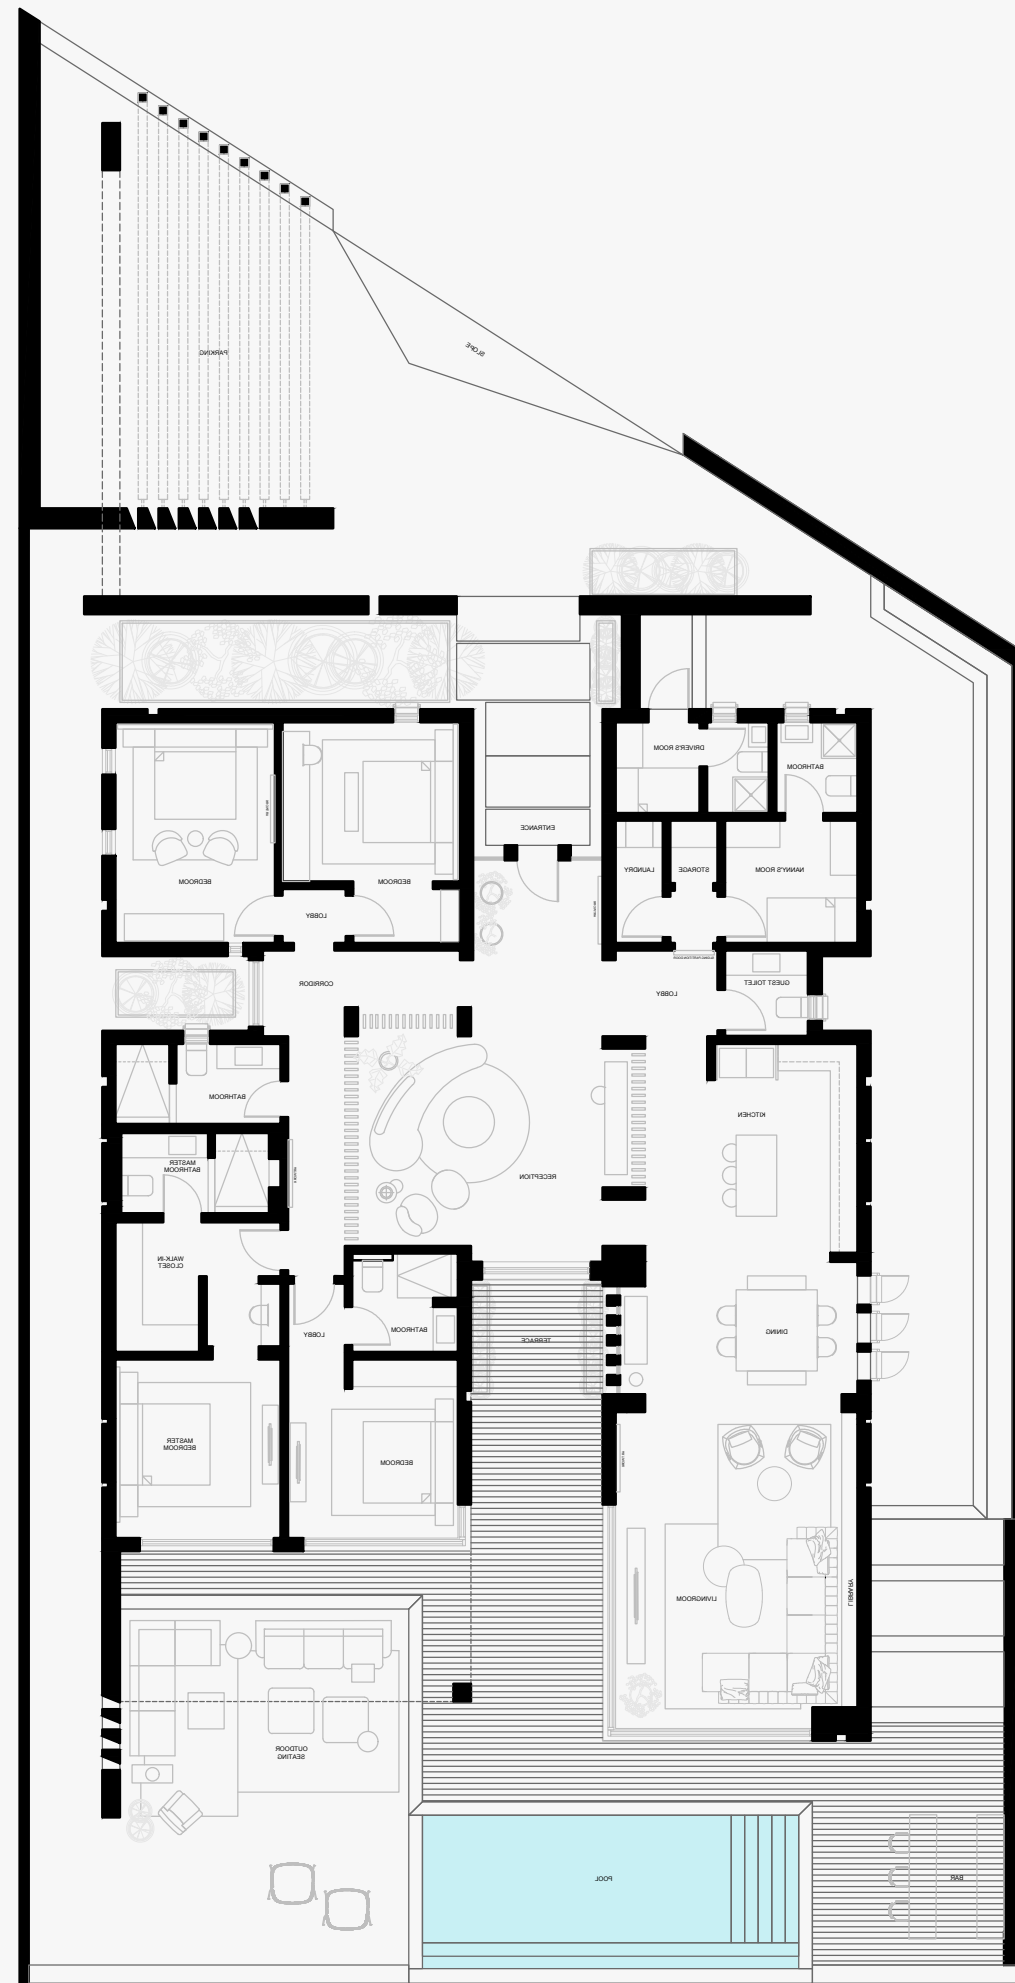 PARKING
SLOPE
ENTRANCE
DRIVER'S ROOM
BATHROOM
BEDROOM
BEDROOM
LOBBY
LAUNDRY
STORAGE
NANNY'S ROOM
CORRIDOR
LOBBY
GUEST TOILET
BATHROOM
KITCHEN
MASTER
BATHROOM
RECEPTION
WALK-IN
CLOSET
LOBBY
BATHROOM
TERRACE
DINING
MASTER
BEDROOM
BEDROOM
LIVINGROOM
LIBRARY
OUTDOOR
SEATING
POOL
BAR